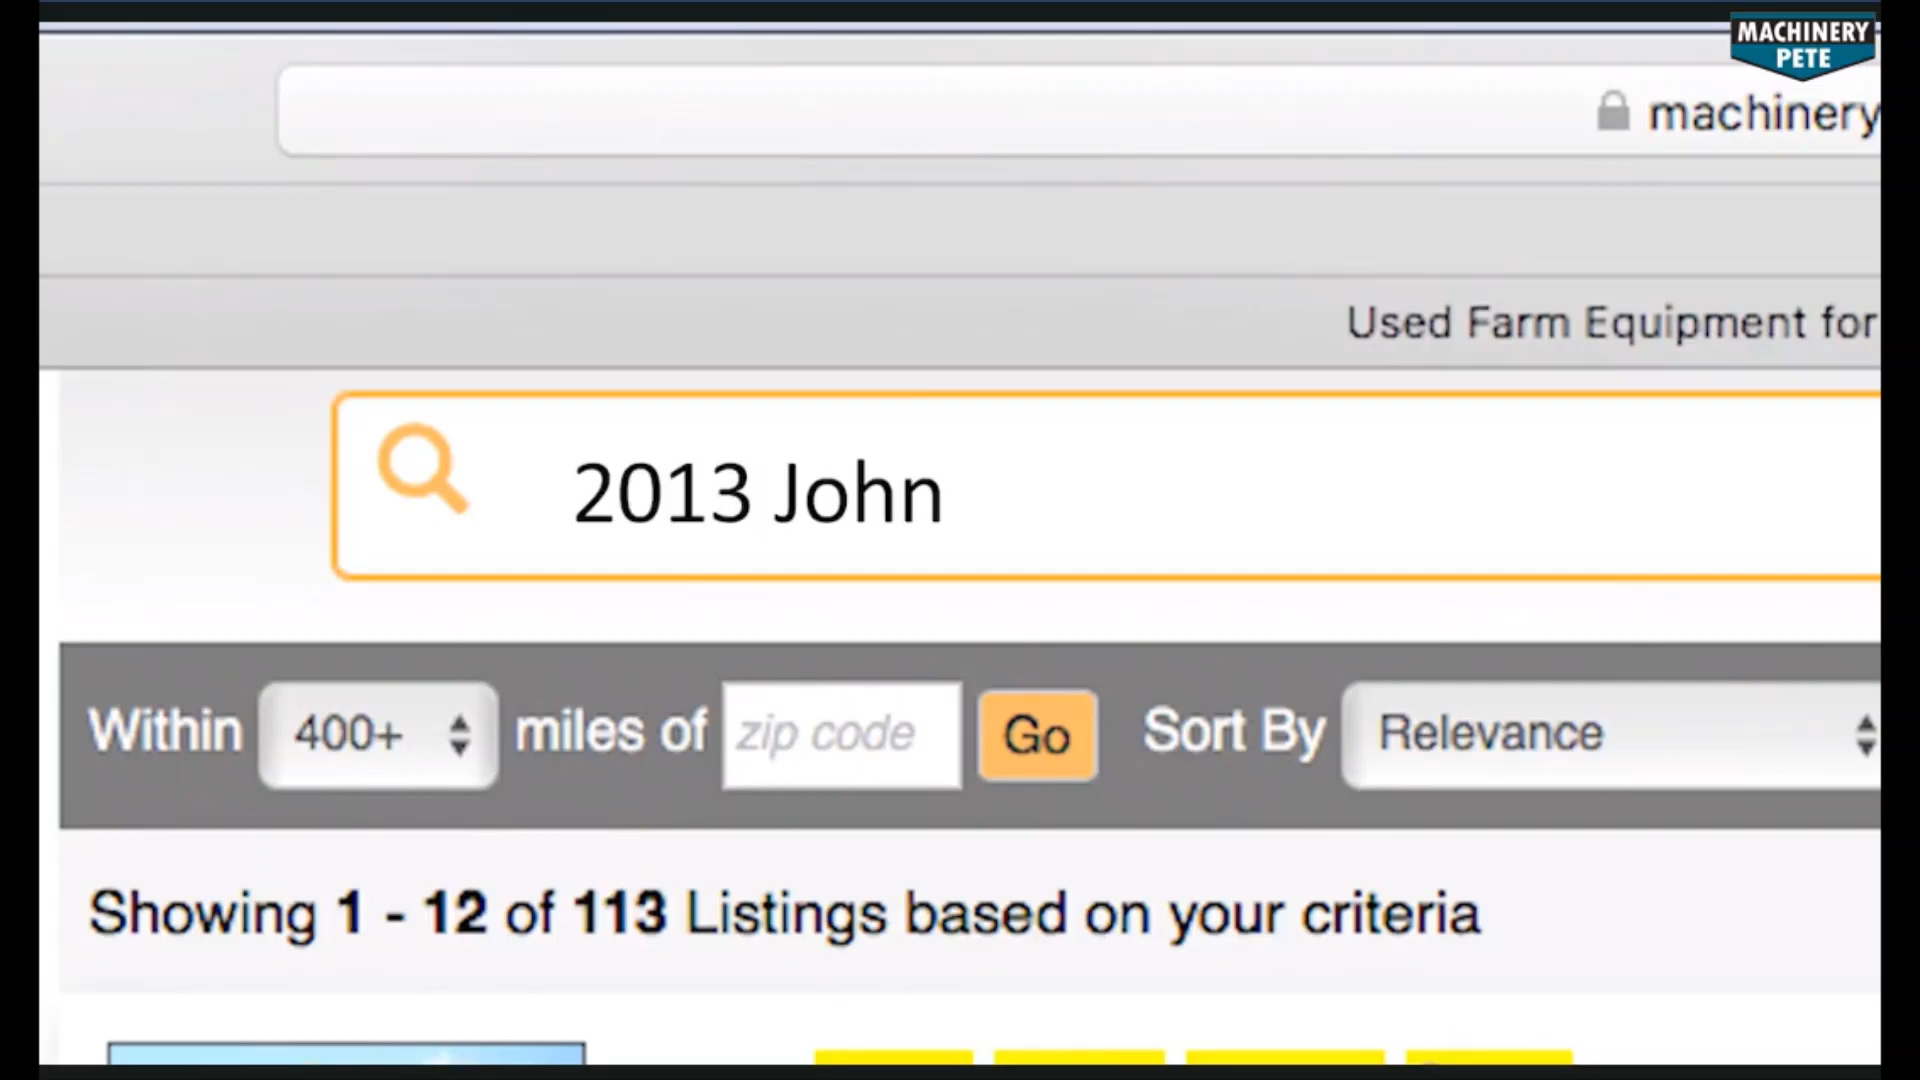 MACHINERY
PETE
machinery
Used Farm Equipment for
2013 John
Within 400+ miles of zip code Go Sort By Relevance
Showing 1 - 12 of 113 Listings based on your criteria